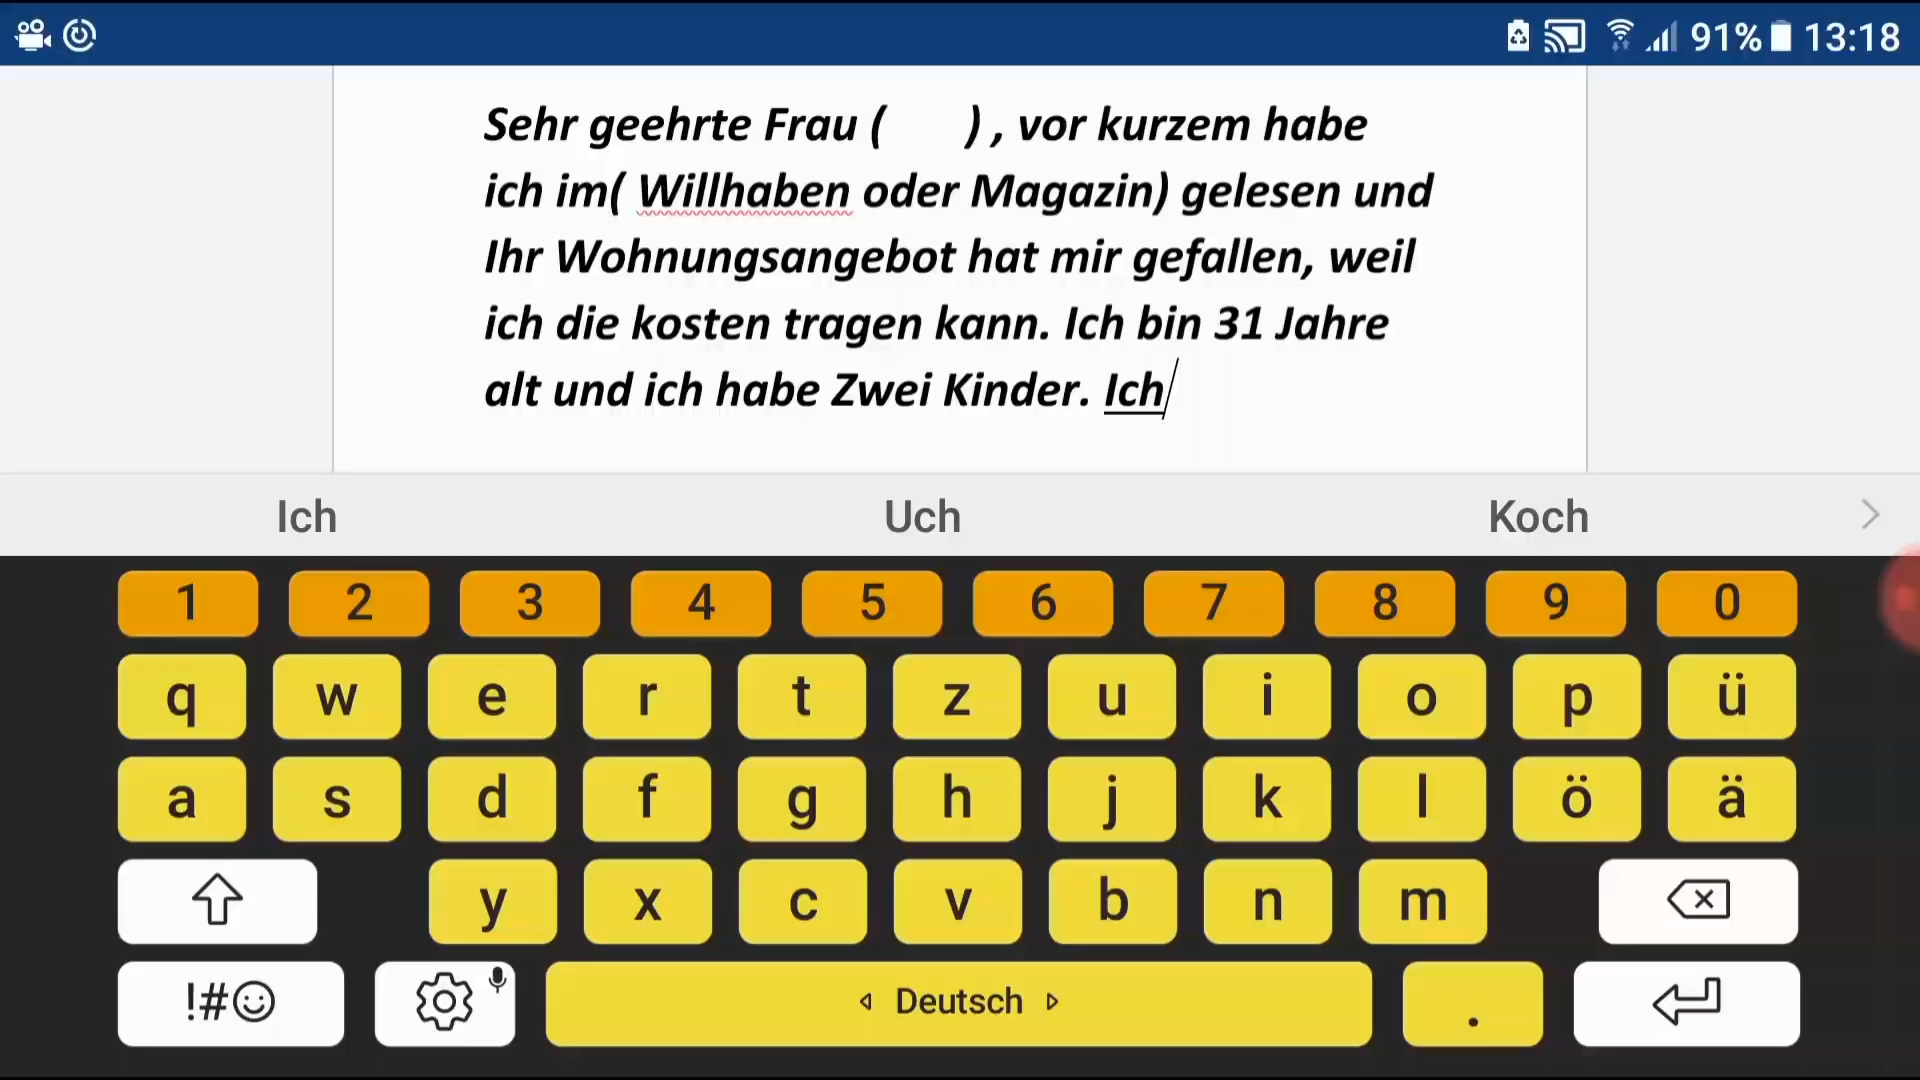 91% 13:18
Sehr geehrte Frau ( ) , vor kurzem habe
ich im( Willhaben oder Magazin) gelesen und
Ihr Wohnungsangebot hat mir gefallen, weil
ich die kosten tragen kann. Ich bin 31 Jahre
alt und ich habe Zwei Kinder. Ich
Ich Uch Koch
1 2 3 4 5 6 7 8 9 0
q w e r t z u i o p ü
a s d f g h j k l ö ä
y x c v b n m
!#☺ Deutsch .